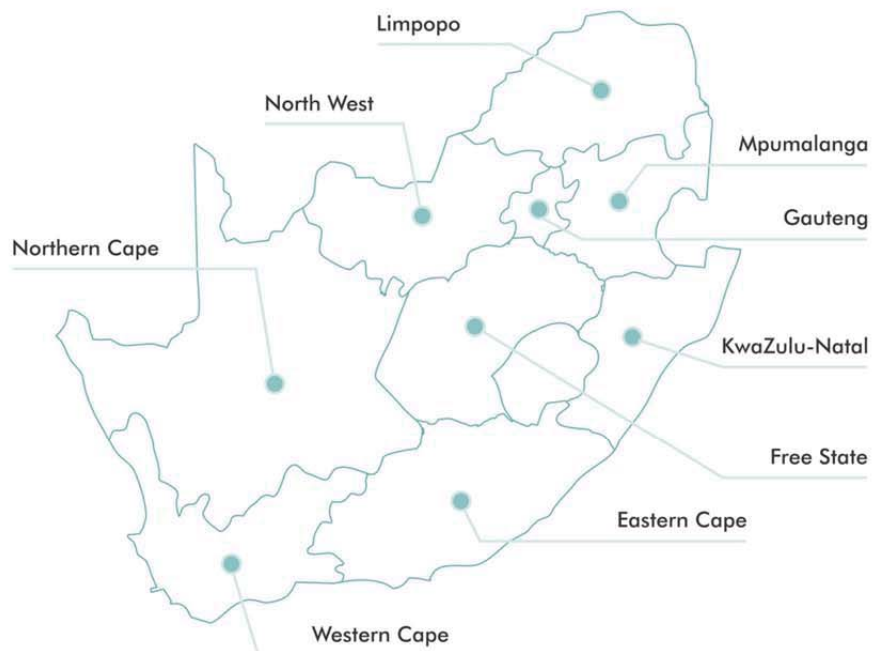 Limpopo
North West
Mpumalanga
Gauteng
Northern Cape
KwaZulu-Natal
Free State
Eastern Cape
Western Cape